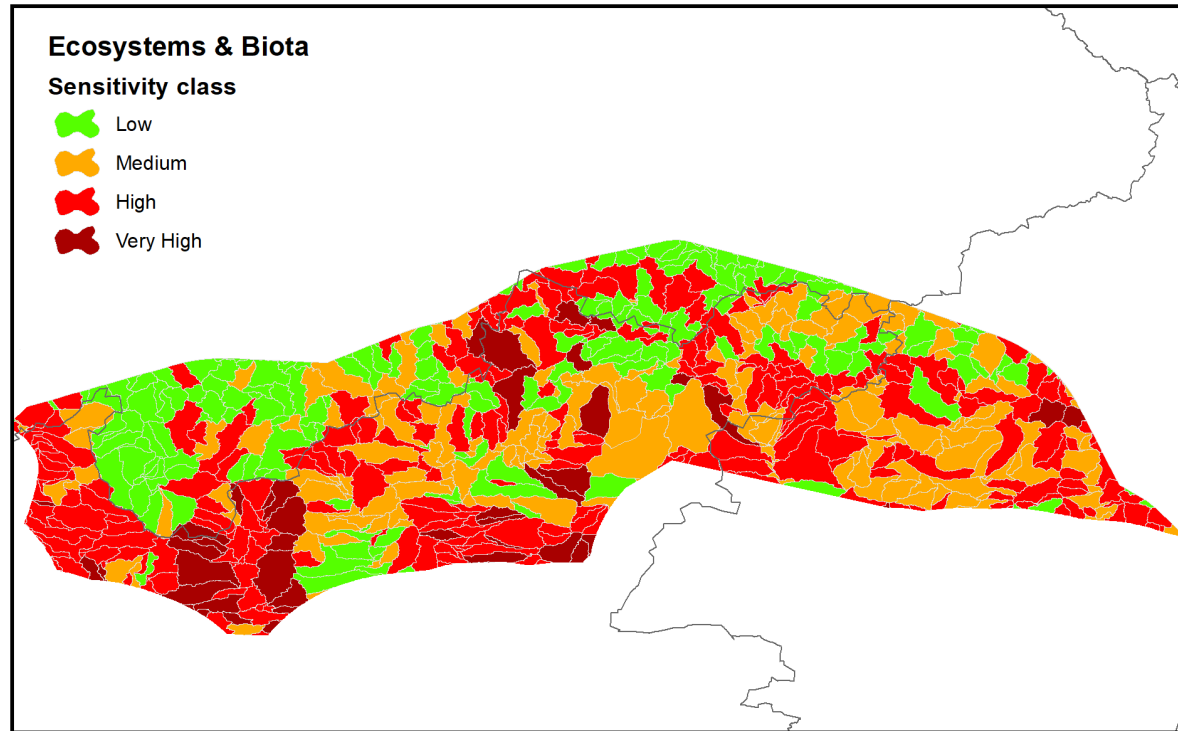 Ecosystems & Biota
Sensitivity class
Low
Medium
High
Very High